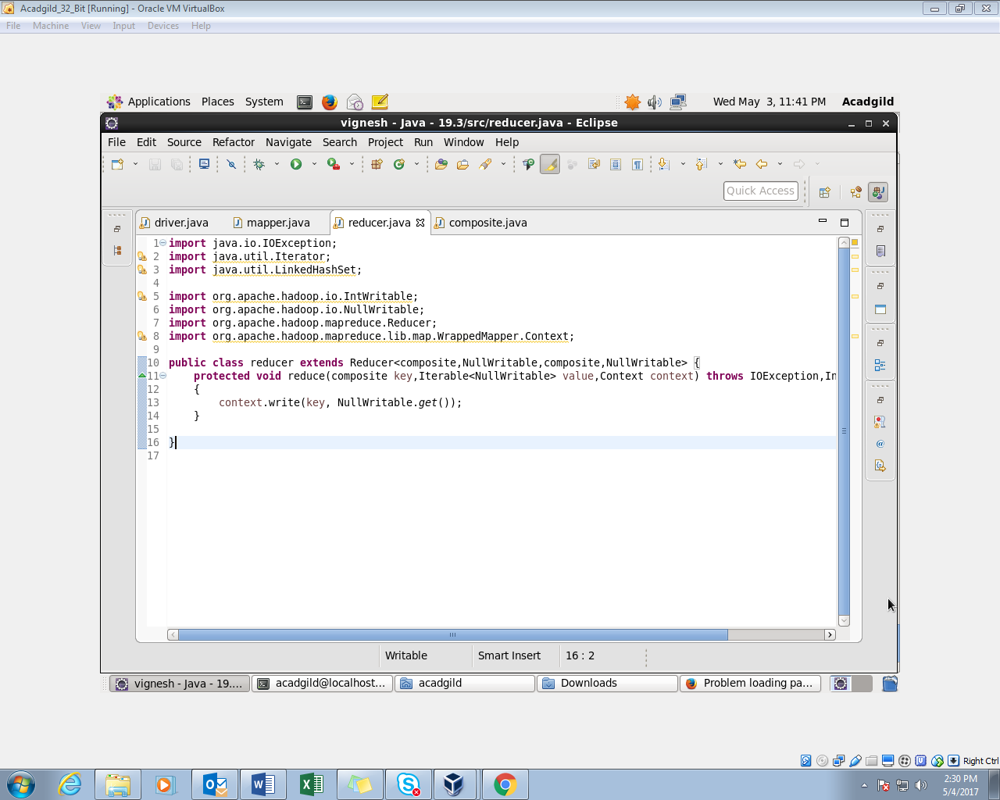 Acadgild_32_Bit [Running] - Oracle VM VirtualBox
File Machine View Input Devices Help
Applications Places System Wed May 3, 11:41 PM Acadgild
vignesh - Java - 19.3/src/reducer.java - Eclipse
File Edit Source Refactor Navigate Search Project Run Window Help
Quick Access
driver.java mapper.java reducer.java composite.java
1 import java.io.IOException;
2 import java.util.Iterator;
3 import java.util.LinkedHashSet;
4
5 import org.apache.hadoop.io.IntWritable;
6 import org.apache.hadoop.io.NullWritable;
7 import org.apache.hadoop.mapreduce.Reducer;
8 import org.apache.hadoop.mapreduce.lib.map.WrappedMapper.Context;
9
10 public class reducer extends Reducer<composite,NullWritable,composite,NullWritable> {
11 protected void reduce(composite key,Iterable<NullWritable> value,Context context) throws IOException,In
12 {
13 context.write(key, NullWritable.get());
14 }
15
16 }
17
Writable Smart Insert 16 : 2
vignesh - Java - 19.... acadgild@localhost... acadgild Downloads Problem loading pa...
Right Ctrl
2:30 PM
5/4/2017